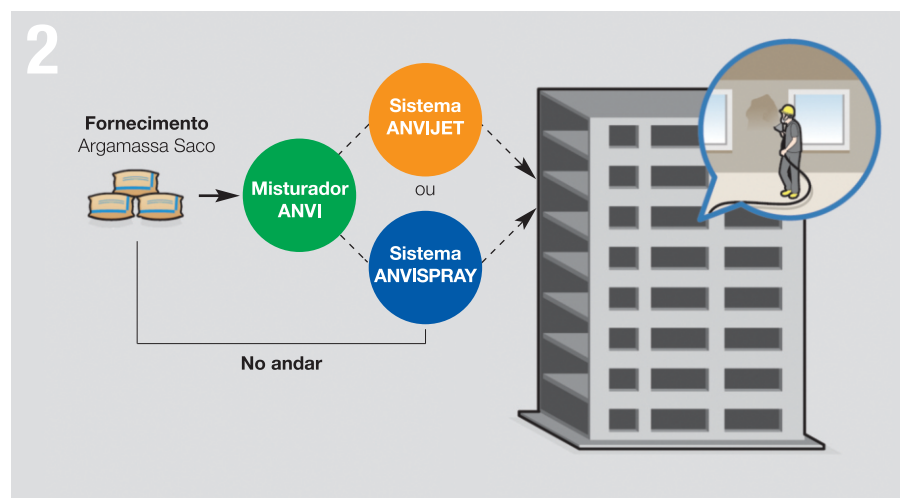 2
Fornecimento
Argamassa Saco
Misturador
ANVI
Sistema
ANVIJET
ou
Sistema
ANVISPRAY
No andar